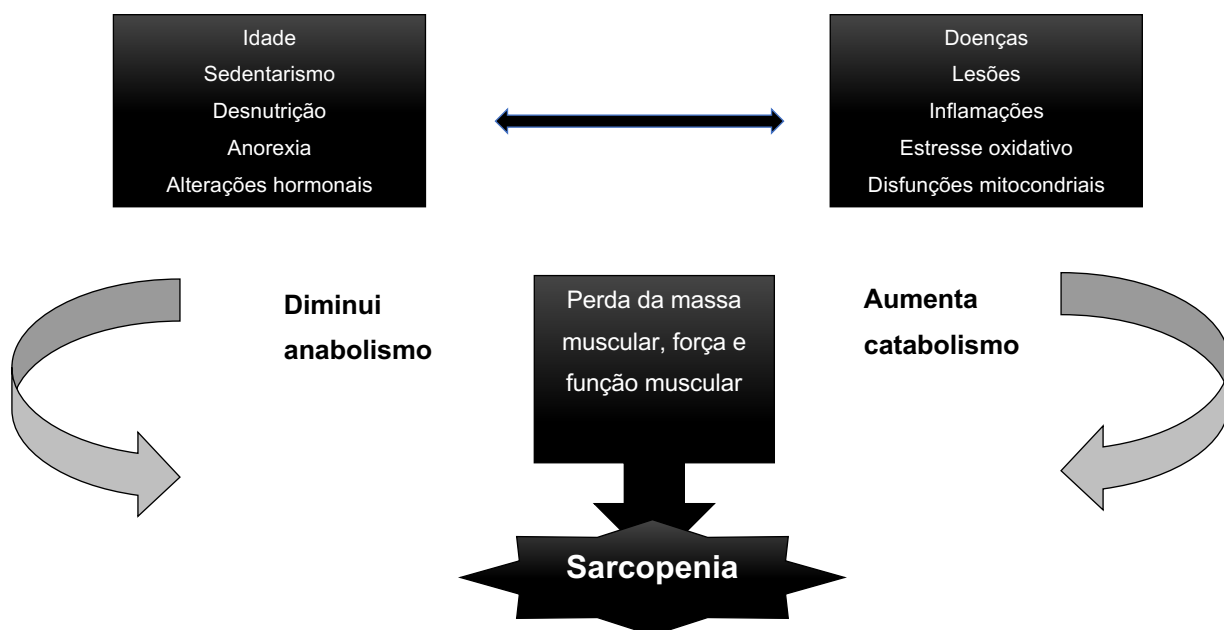 Idade
Sedentarismo
Desnutrição
Anorexia
Alterações hormonais
Doenças
Lesões
Inflamações
Estresse oxidativo
Disfunções mitocondriais
Diminui
anabolismo
Perda da massa
muscular, força e
função muscular
Aumenta
catabolismo
Sarcopenia